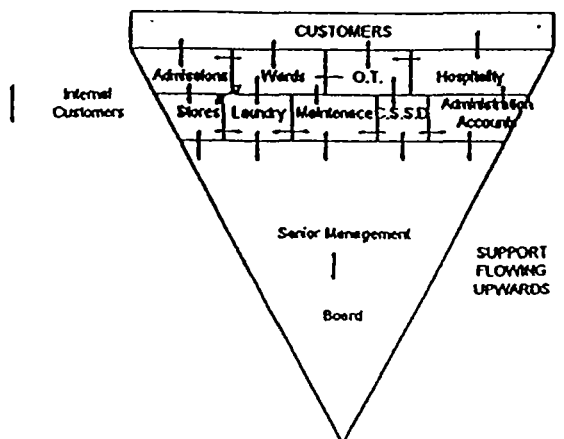 CUSTOMERS
Admissions Wards O.T. Hospitality
Internal
Customers
Stores Laundry Maintenace C.S.S.D. Administration
Accounts
Senior Management
SUPPORT
FLOWING
UPWARDS
Board